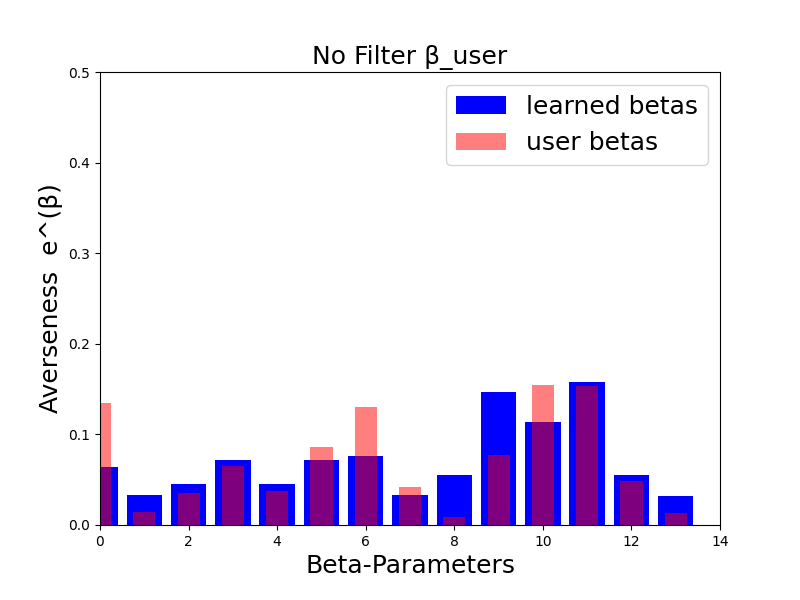 No Filter β_user
learned betas
user betas
Averseness  e^(β)
0.5
0.4
0.3
0.2
0.1
0.0
0 2 4 6 8 10 12 14
Beta-Parameters